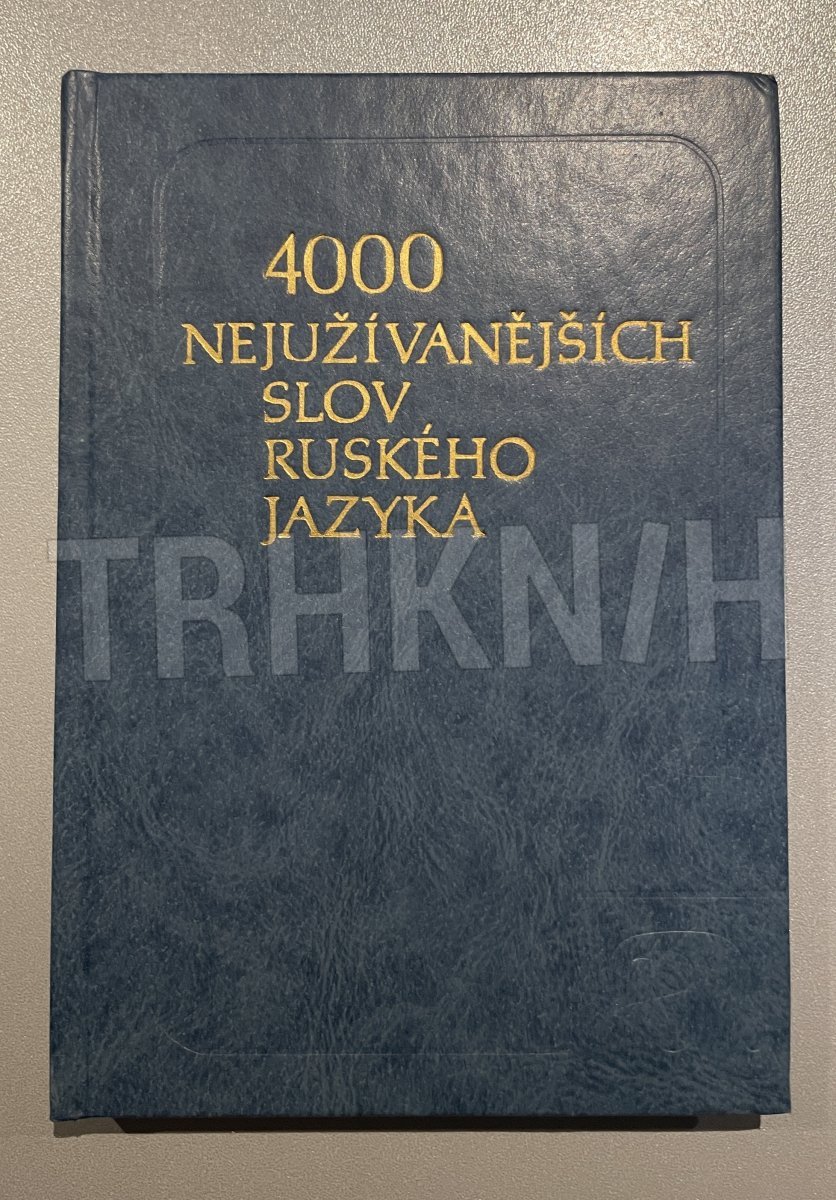 4000
NEJUŽÍVANĚJŠÍCH
SLOV
RUSKÉHO
JAZYKA
TRHKN/H